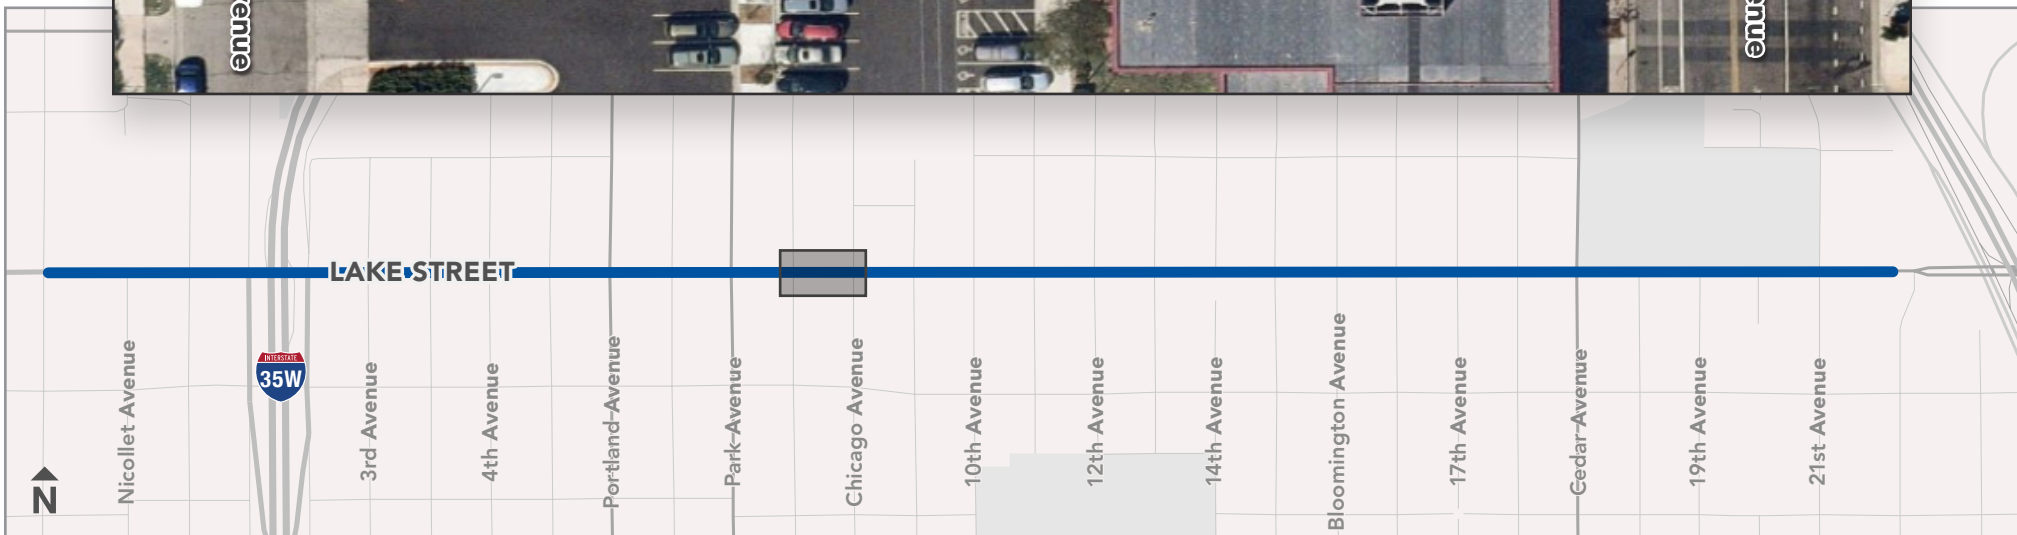 enue
enue
LAKE STREET
INTERSTATE
35W
Nicollet Avenue
3rd Avenue
4th Avenue
Portland Avenue
Park Avenue
Chicago Avenue
10th Avenue
12th Avenue
14th Avenue
Bloomington Avenue
17th Avenue
Cedar Avenue
19th Avenue
21st Avenue
N